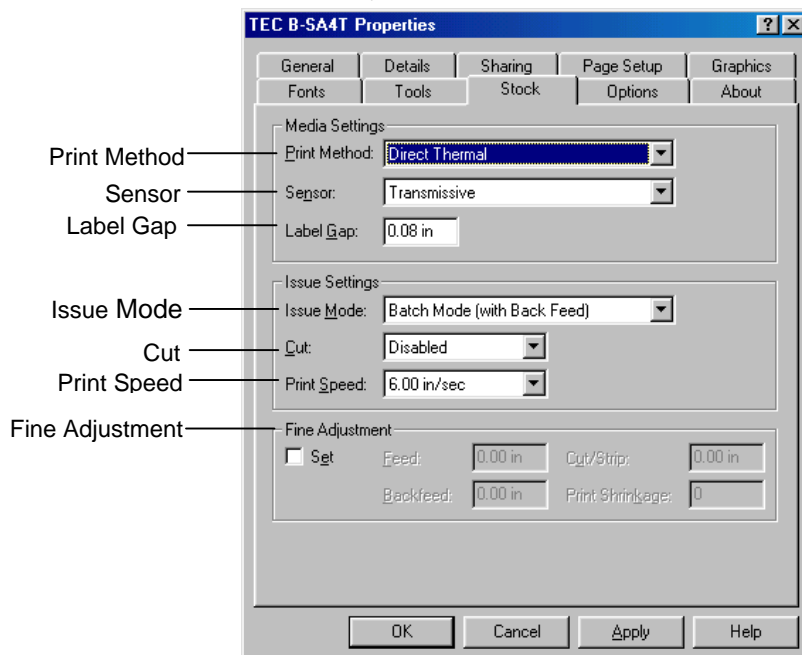 TEC B-SA4T Properties
General Details Sharing Page Setup Graphics
Fonts Tools Stock Options About
Media Settings
Print Method Print Method: Direct Thermal
Sensor Sensor: Transmissive
Label Gap Label Gap: 0.08 in
Issue Settings
Issue Mode Issue Mode: Batch Mode (with Back Feed)
Cut Cut: Disabled
Print Speed Print Speed: 6.00 in/sec
Fine Adjustment Fine Adjustment
Set Feed: 0.00 in Cut/Strip: 0.00 in
Backfeed: 0.00 in Print Shrinkage: 0
OK Cancel Apply Help